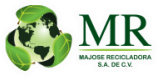 MR
MAJOSE RECICLADORA
S.A. DE C.V.